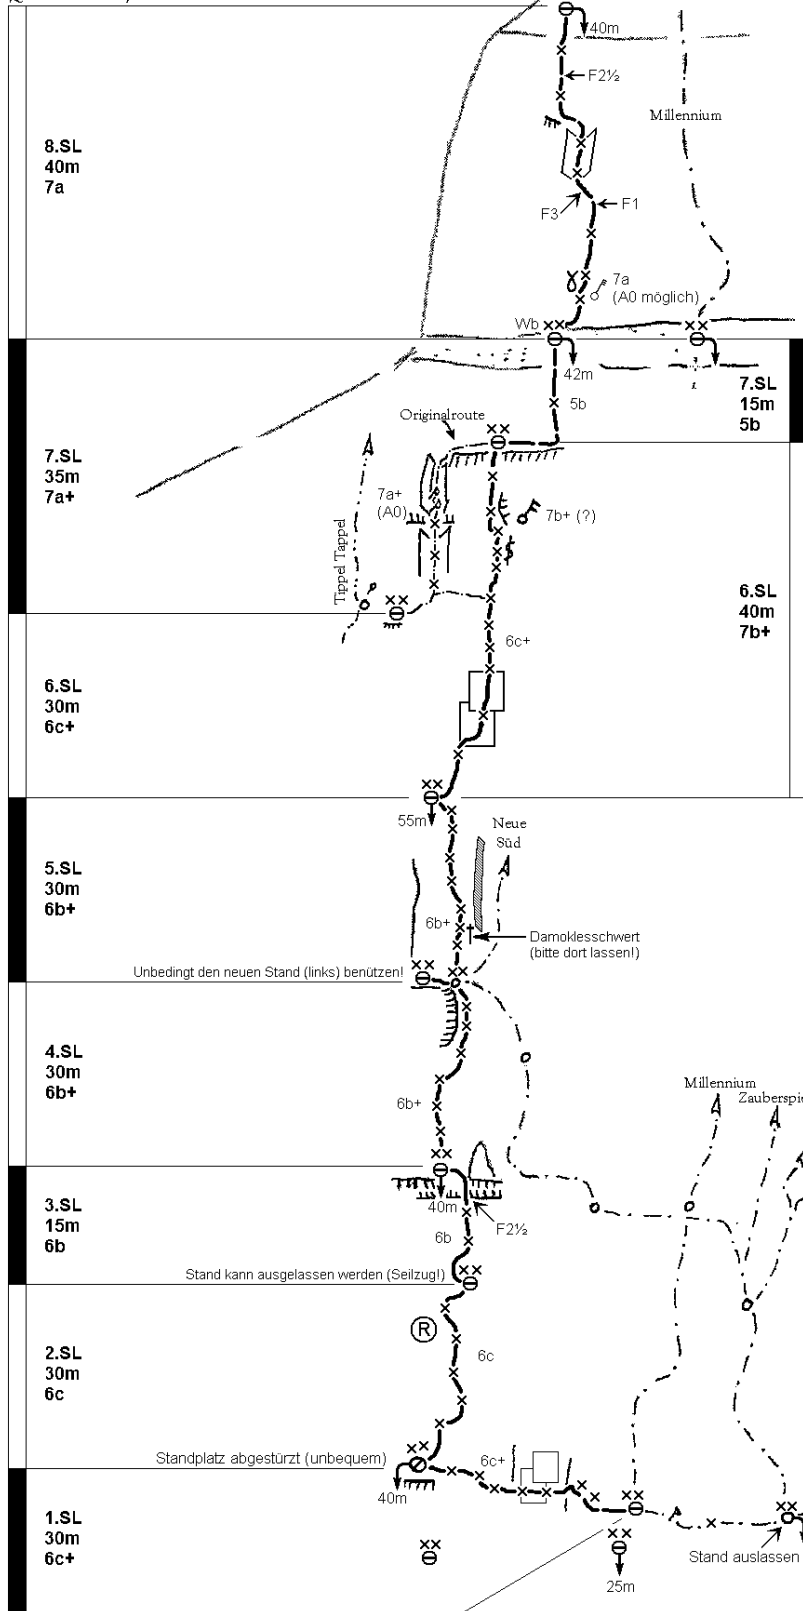 40m
F2½
Millennium
8.SL
40m
7a
F3
F1
7a
(A0 möglich)
Wb
42m
5b
7.SL
15m
5b
Originalroute
7.SL
35m
7a+
7a+
(A0)
7b+ (?)
Tippel Tappel
6.SL
40m
7b+
6c+
6.SL
30m
6c+
55m
Neue
Süd
5.SL
30m
6b+
6b+
Damoklesschwert
(bitte dort lassen!)
Unbedingt den neuen Stand (links) benützen!
4.SL
30m
6b+
6b+
Millennium
Zauberspie
3.SL
15m
6b
40m
F2½
6b
Stand kann ausgelassen werden (Seilzug!)
R
2.SL
30m
6c
6c
Standplatz abgestürzt (unbequem)
6c+
40m
1.SL
30m
6c+
Stand auslassen
25m